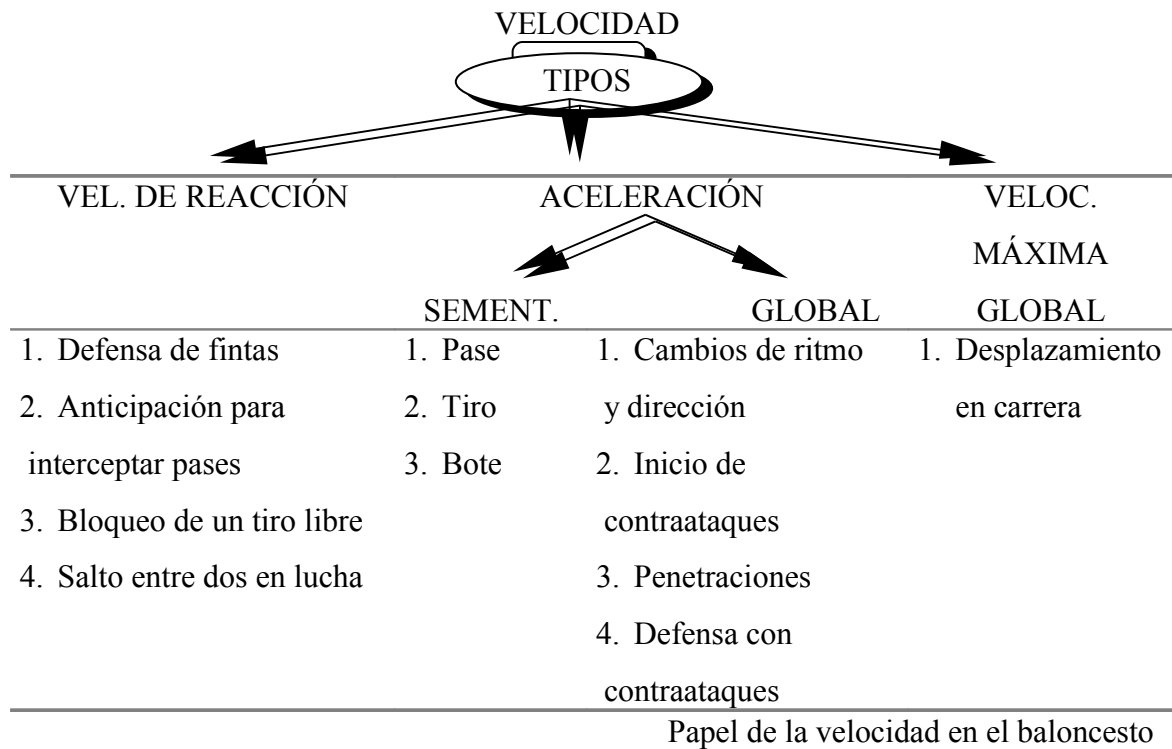 VELOCIDAD
TIPOS
VEL. DE REACCIÓN
ACELERACIÓN
VELOC.
MÁXIMA
GLOBAL
SEMENT.
GLOBAL
1. Defensa de fintas
2. Anticipación para
interceptar pases
3. Bloqueo de un tiro libre
4. Salto entre dos en lucha
1. Pase
2. Tiro
3. Bote
1. Cambios de ritmo
y dirección
2. Inicio de
contraataques
3. Penetraciones
4. Defensa con
contraataques
1. Desplazamiento
en carrera
Papel de la velocidad en el baloncesto